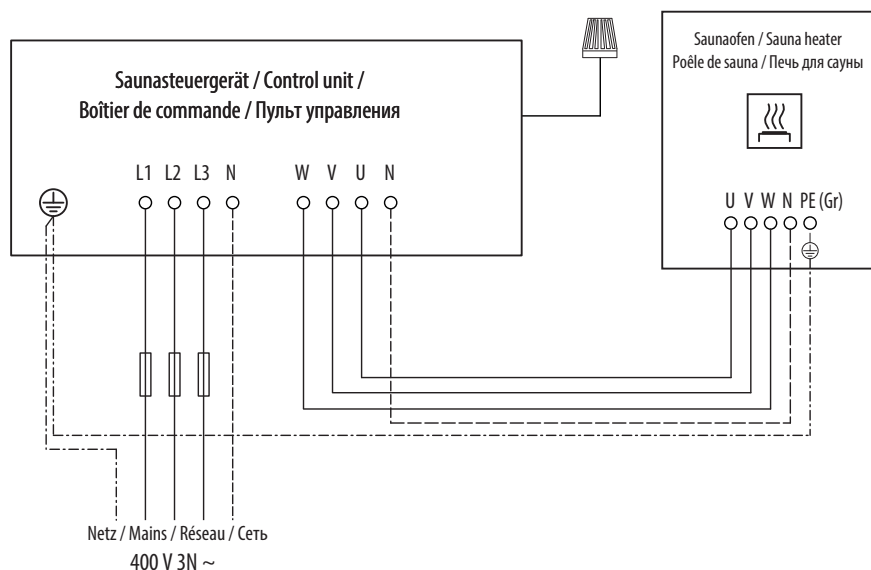 Saunasteuergerät / Control unit /
Boîtier de commande / Пульт управления
L1 L2 L3 N W V U N
Saunaofen / Sauna heater
Poêle de sauna / Печь для сауны
U V W N PE (Gr)
Netz / Mains / Réseau / Сеть
400 V 3N ~